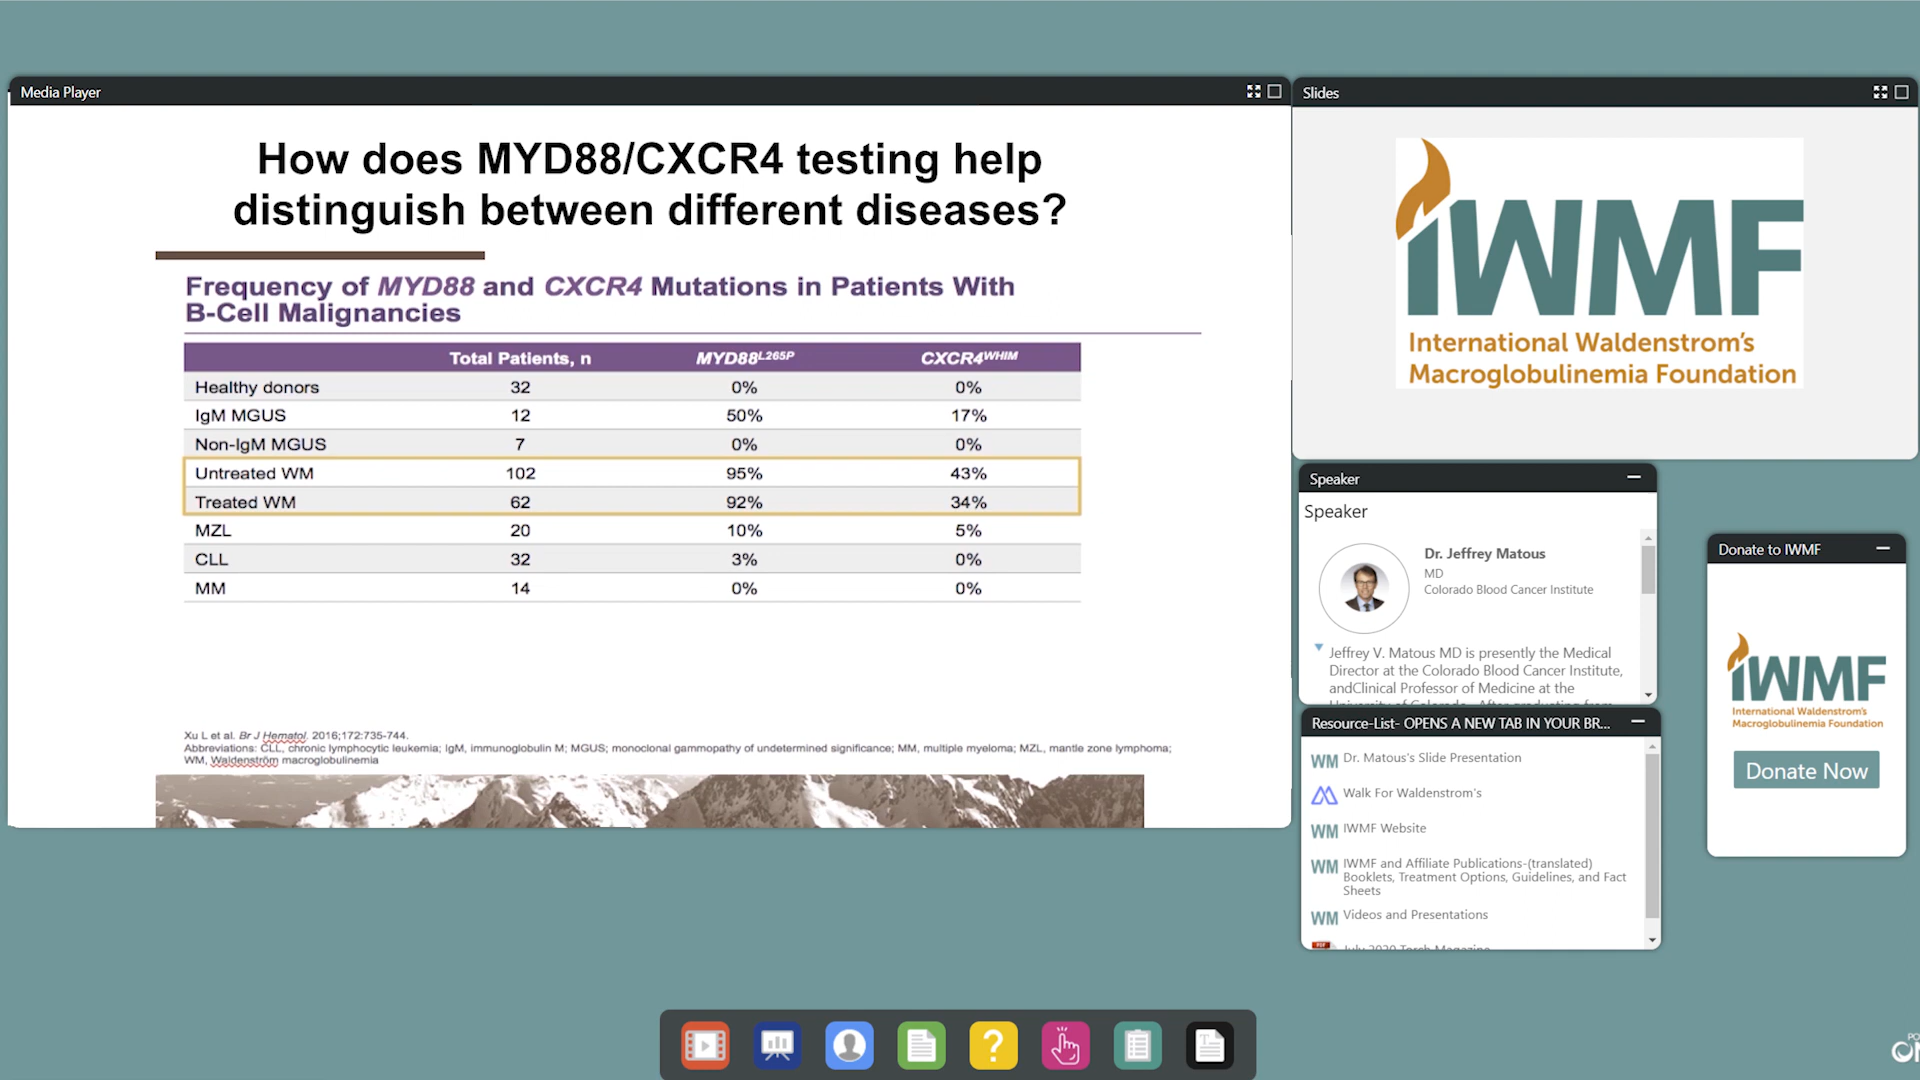 Media Player
How does MYD88/CXCR4 testing help
distinguish between different diseases?
Frequency of MYD88 and CXCR4 Mutations in Patients With
B-Cell Malignancies
Total Patients, n MYD88L265P CXCR4WHIM
Healthy donors 32 0% 0%
IgM MGUS 12 50% 17%
Non-IgM MGUS 7 0% 0%
Untreated WM 102 95% 43%
Treated WM 62 92% 34%
MZL 20 10% 5%
CLL 32 3% 0%
MM 14 0% 0%
Xu L et al. Br J Hematol. 2016;172:735-744.
Abbreviations: CLL, chronic lymphocytic leukemia; IgM, immunoglobulin M; MGUS; monoclonal gammopathy of undetermined significance; MM, multiple myeloma; MZL, mantle zone lymphoma;
WM, Waldenström macroglobulinemia
Slides
IWMF
International Waldenstrom's
Macroglobulinemia Foundation
Speaker
Speaker
Dr. Jeffrey Matous
MD
Colorado Blood Cancer Institute
Jeffrey V. Matous MD is presently the Medical
Director at the Colorado Blood Cancer Institute,
andClinical Professor of Medicine at the
Resource-List- OPENS A NEW TAB IN YOUR BR...
WM Dr. Matous's Slide Presentation
Walk For Waldenstrom's
WM IWMF Website
WM IWMF and Affiliate Publications-(translated)
Booklets, Treatment Options, Guidelines, and Fact
Sheets
WM Videos and Presentations
July 2020 Torch Magazine
Donate to IWMF
IWMF
International Waldenstrom's
Macroglobulinemia Foundation
Donate Now